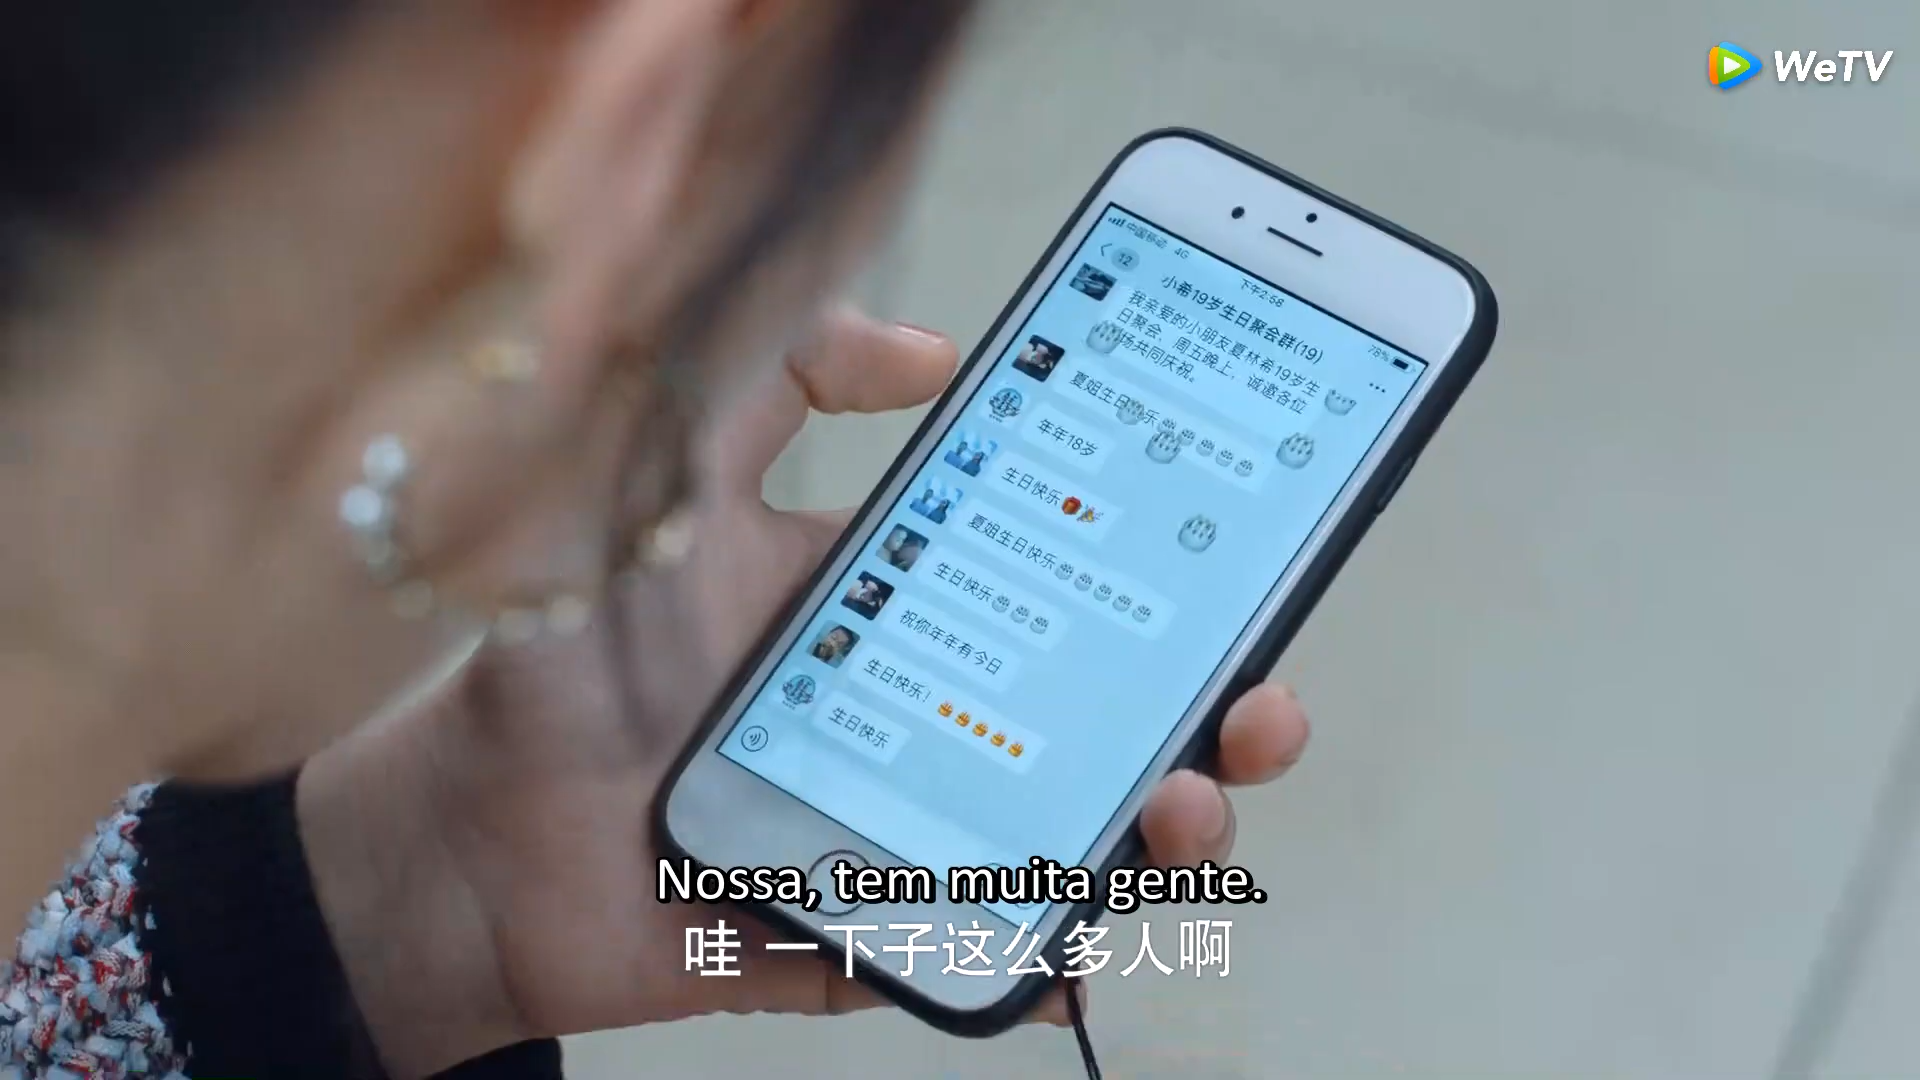 WeTV
中国移动 4G
下午2:58
78%
12
小希19岁生日聚会群(19)
我亲爱的小朋友夏林希19岁生
日聚会,周五晚上,诚邀各位
场共同庆祝。
夏姐生日快乐
年年18岁
生日快乐
夏姐生日快乐
生日快乐
祝你年年有今日
生日快乐!
生日快乐
Nossa, tem muita gente.
哇 一下子这么多人啊